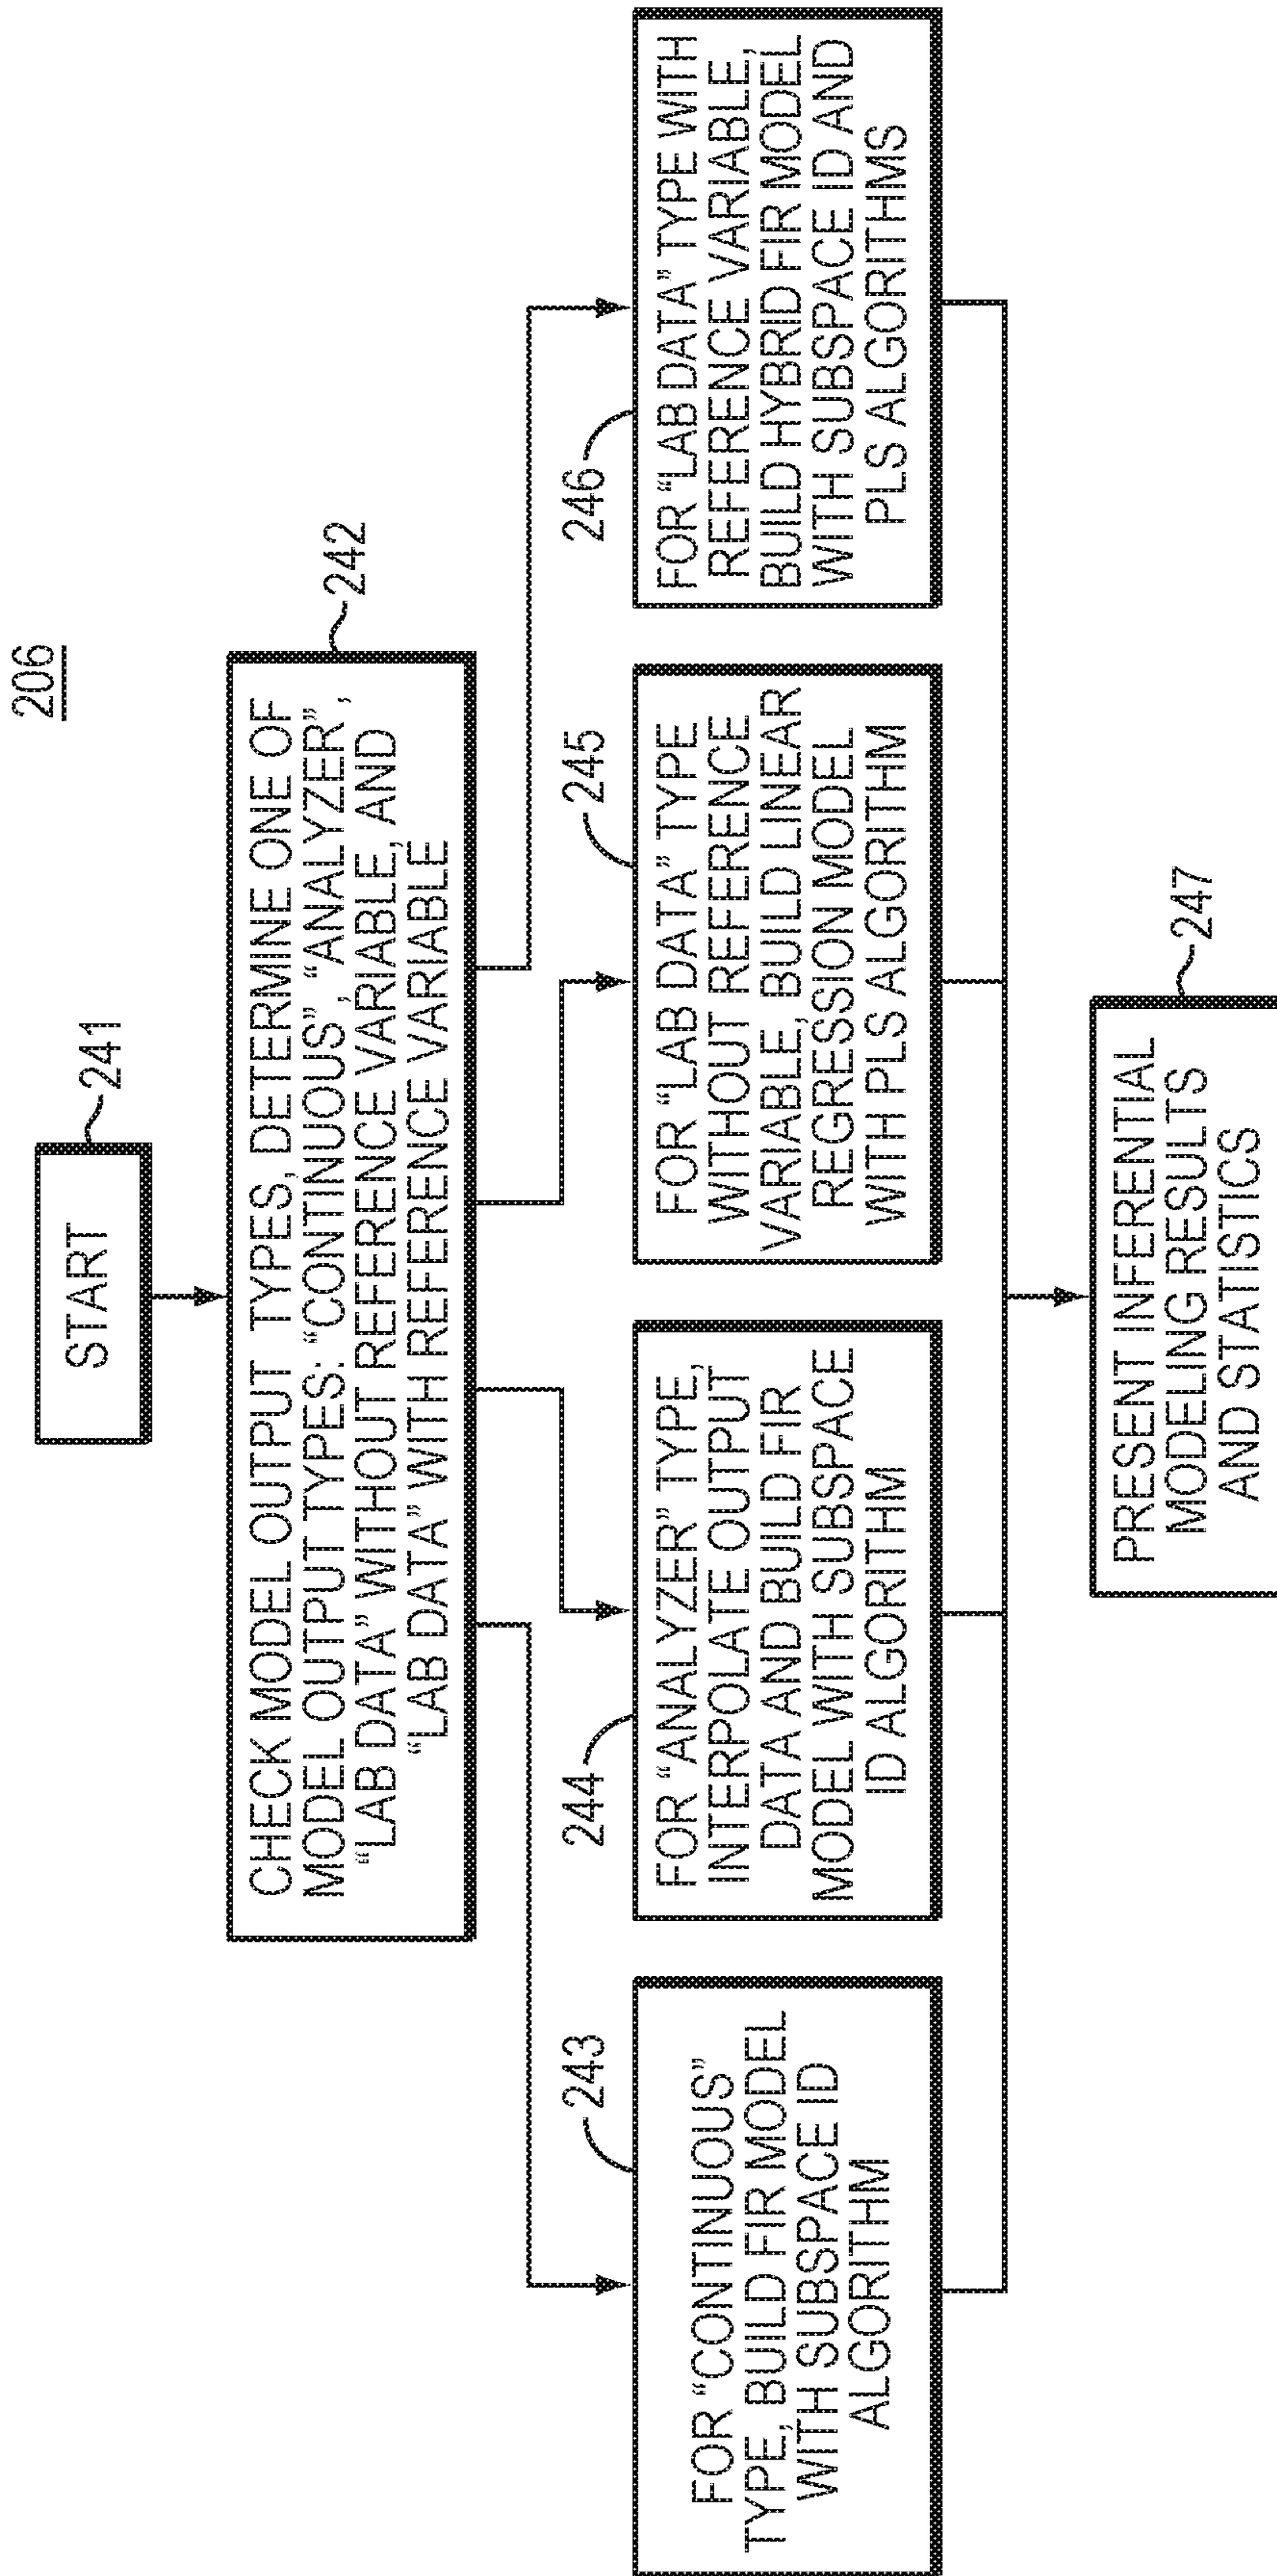 206
START
241
CHECK MODEL OUTPUT TYPES, DETERMINE ONE OF
MODEL OUTPUT TYPES: “CONTINUOUS”, “ANALYZER”,
“LAB DATA” WITHOUT REFERENCE VARIABLE, AND
“LAB DATA” WITH REFERENCE VARIABLE
242
243
FOR “CONTINUOUS”
TYPE, BUILD FIR MODEL
WITH SUBSPACE ID
ALGORITHM
244
FOR “ANALYZER” TYPE,
INTERPOLATE OUTPUT
DATA AND BUILD FIR
MODEL WITH SUBSPACE
ID ALGORITHM
245
FOR “LAB DATA” TYPE
WITHOUT REFERENCE
VARIABLE, BUILD LINEAR
REGRESSION MODEL
WITH PLS ALGORITHM
246
FOR “LAB DATA” TYPE WITH
REFERENCE VARIABLE,
BUILD HYBRID FIR MODEL
WITH SUBSPACE ID AND
PLS ALGORITHMS
PRESENT INFERENTIAL
MODELING RESULTS
AND STATISTICS
247